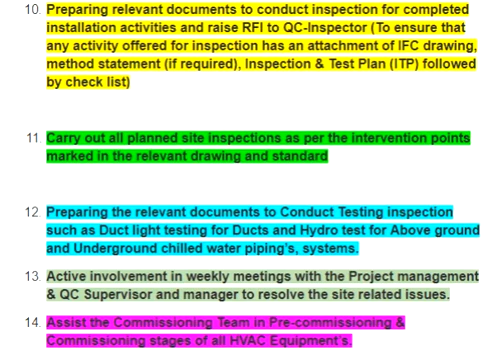 10. Preparing relevant documents to conduct inspection for completed
installation activities and raise RFI to QC-Inspector (To ensure that
any activity offered for inspection has an attachment of IFC drawing,
method statement (if required), Inspection & Test Plan (ITP) followed
by check list)
11. Carry out all planned site inspections as per the intervention points
marked in the relevant drawing and standard
12. Preparing the relevant documents to Conduct Testing inspection
such as Duct light testing for Ducts and Hydro test for Above ground
and Underground chilled water piping's, systems.
13. Active involvement in weekly meetings with the Project management
& QC Supervisor and manager to resolve the site related issues.
14. Assist the Commissioning Team in Pre-commissioning &
Commissioning stages of all HVAC Equipment's.